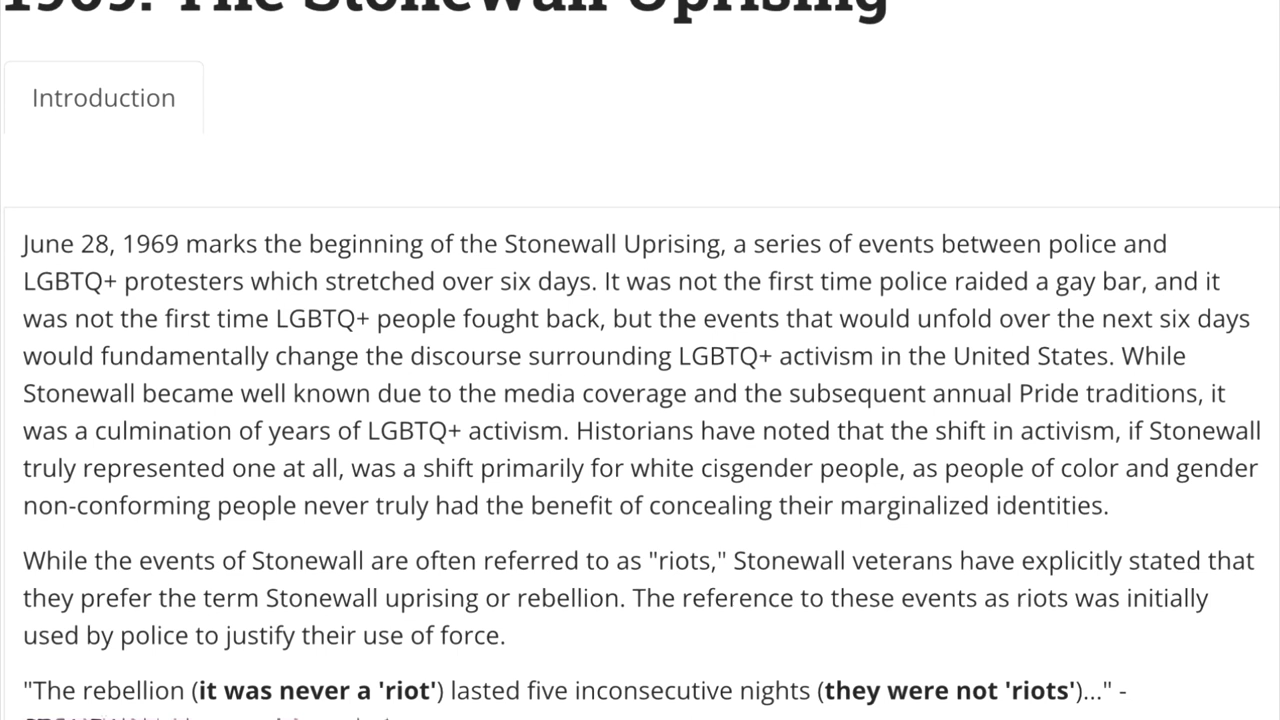 1969: The Stonewall Uprising
Introduction
June 28, 1969 marks the beginning of the Stonewall Uprising, a series of events between police and
LGBTQ+ protesters which stretched over six days. It was not the first time police raided a gay bar, and it
was not the first time LGBTQ+ people fought back, but the events that would unfold over the next six days
would fundamentally change the discourse surrounding LGBTQ+ activism in the United States. While
Stonewall became well known due to the media coverage and the subsequent annual Pride traditions, it
was a culmination of years of LGBTQ+ activism. Historians have noted that the shift in activism, if Stonewall
truly represented one at all, was a shift primarily for white cisgender people, as people of color and gender
non-conforming people never truly had the benefit of concealing their marginalized identities.
While the events of Stonewall are often referred to as "riots," Stonewall veterans have explicitly stated that
they prefer the term Stonewall uprising or rebellion. The reference to these events as riots was initially
used by police to justify their use of force.
"The rebellion (it was never a 'riot') lasted five inconsecutive nights (they were not 'riots')..." -